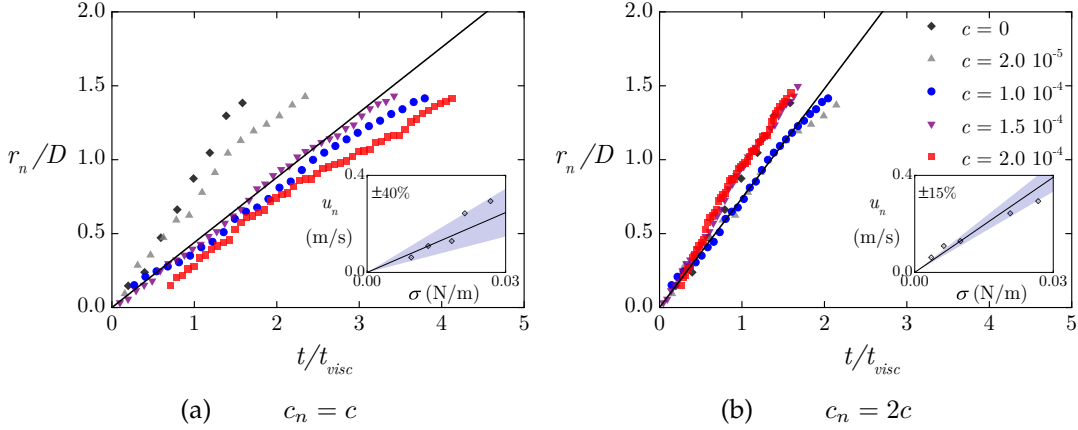 2.0
1.5
r_n/D
1.0
0.5
0.0
0 1 2 3 4 5
t/t_visc
0.4
±40%
u_n
(m/s)
0.0
0.00 0.03
σ (N/m)
(a) c_n = c
2.0
1.5
r_n/D
1.0
0.5
0.0
0 1 2 3 4 5
t/t_visc
c = 0
c = 2.0 10^-5
c = 1.0 10^-4
c = 1.5 10^-4
c = 2.0 10^-4
0.4
±15%
u_n
(m/s)
0.0
0.00 0.03
σ (N/m)
(b) c_n = 2c